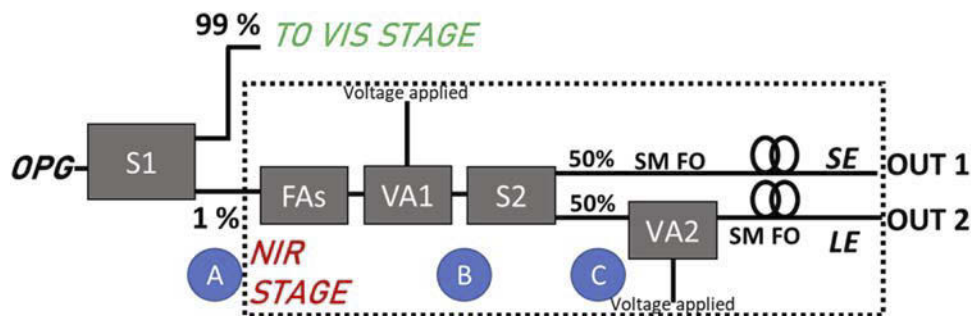 99 %
TO VIS STAGE
Voltage applied
OPG
S1
50%
SM FO
SE
OUT 1
FAs
VA1
S2
1 %
50%
VA2
SM FO
LE
OUT 2
A
NIR
STAGE
B
C
Voltage applied